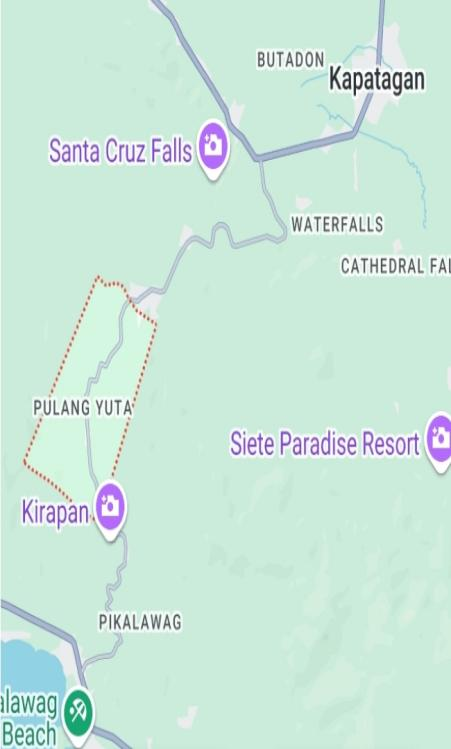 BUTADON
Kapatagan
Santa Cruz Falls
WATERFALLS
CATHEDRAL FAL
PULANG YUTA
Siete Paradise Resort
Kirapan
PIKALAWAG
alawag
Beach